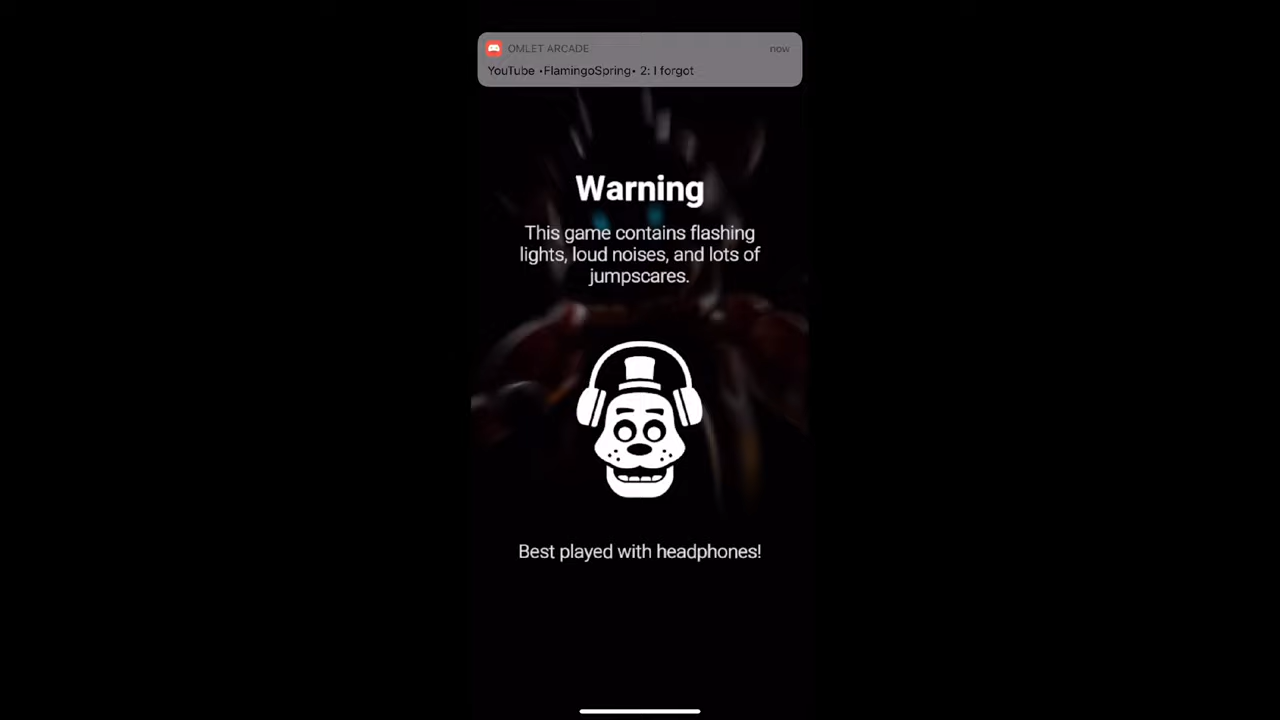 OMLET ARCADE now
YouTube •FlamingoSpring• 2: I forgot
Warning
This game contains flashing
lights, loud noises, and lots of
jumpscares.
Best played with headphones!